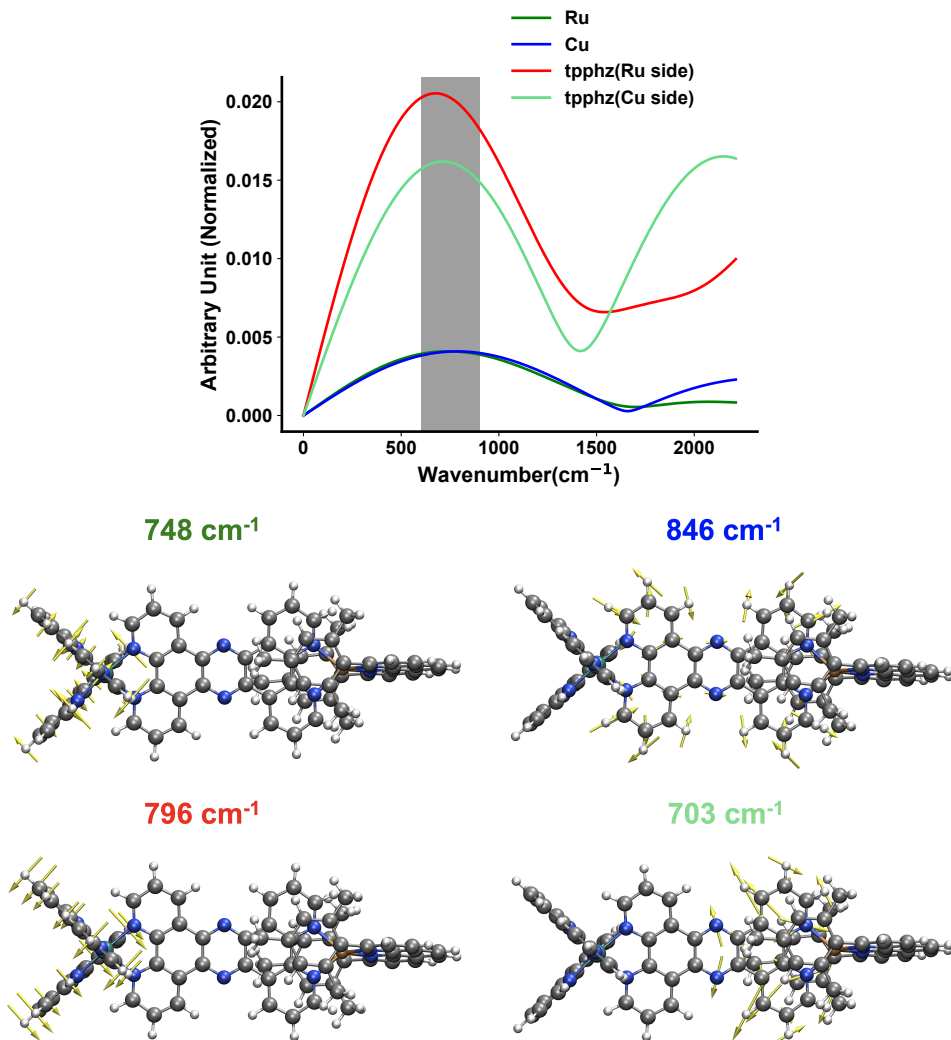 Ru
Cu
tpphz(Ru side)
tpphz(Cu side)
Arbitrary Unit (Normalized)
0.020
0.015
0.010
0.005
0.000
0 500 1000 1500 2000
Wavenumber(cm⁻¹)
748 cm⁻¹ 846 cm⁻¹
796 cm⁻¹ 703 cm⁻¹